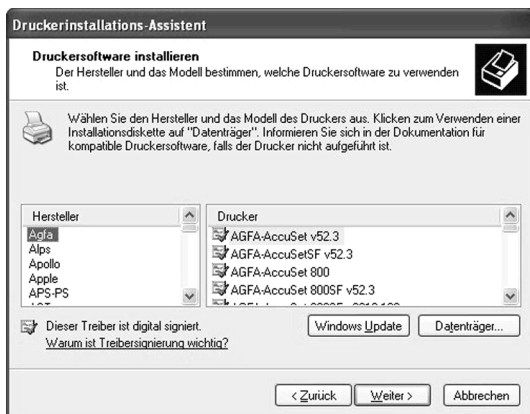 Druckerinstallations-Assistent
Druckersoftware installieren
Der Hersteller und das Modell bestimmen, welche Druckersoftware zu verwenden
ist.
Wählen Sie den Hersteller und das Modell des Druckers aus. Klicken zum Verwenden einer
Installationsdiskette auf "Datenträger". Informieren Sie sich in der Dokumentation für
kompatible Druckersoftware, falls der Drucker nicht aufgeführt ist.
Hersteller
Agfa
Alps
Apollo
Apple
APS-PS
Drucker
AGFA-AccuSet v52.3
AGFA-AccuSetSF v52.3
AGFA-AccuSet 800
AGFA-AccuSet 800SF v52.3
Dieser Treiber ist digital signiert.
Warum ist Treibersignierung wichtig?
Windows Update
Datenträger...
< Zurück
Weiter >
Abbrechen